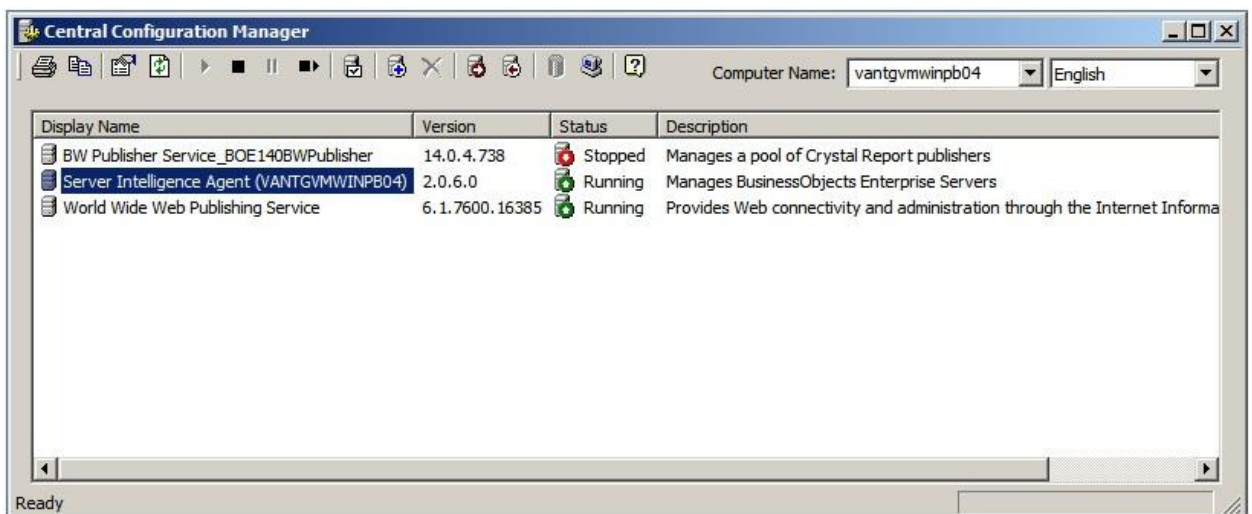 Central Configuration Manager
Computer Name: vantgvmwinpb04 English
Display Name Version Status Description
BW Publisher Service_BOE140BWPublisher 14.0.4.738 Stopped Manages a pool of Crystal Report publishers
Server Intelligence Agent (VANTGVMWINPB04) 2.0.6.0 Running Manages BusinessObjects Enterprise Servers
World Wide Web Publishing Service 6.1.7600.16385 Running Provides Web connectivity and administration through the Internet Informa
Ready